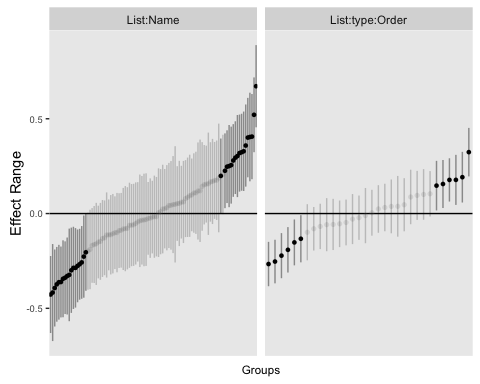 List:Name
List:type:Order
Effect Range
0.5
0.0
-0.5
Groups